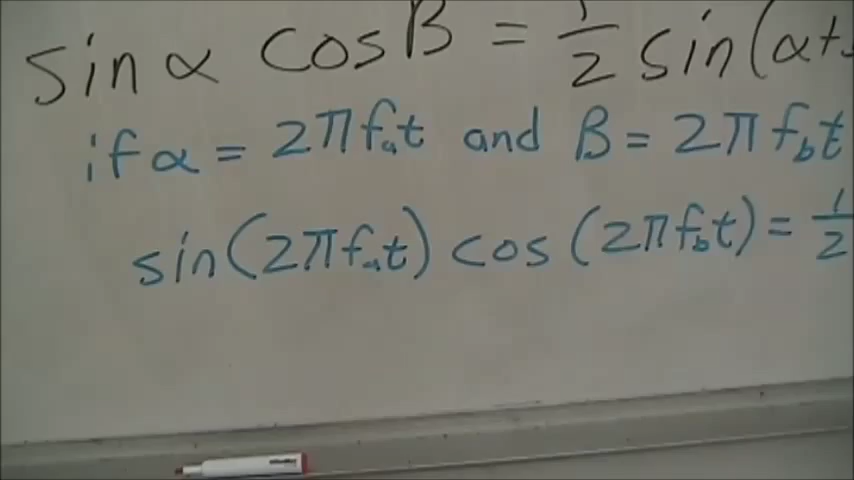 sin α cos B = 1/2 sin(α+
if α = 2πfₐt and B = 2πf_b t
sin(2πfₐt) cos(2πf_b t) = 1/2